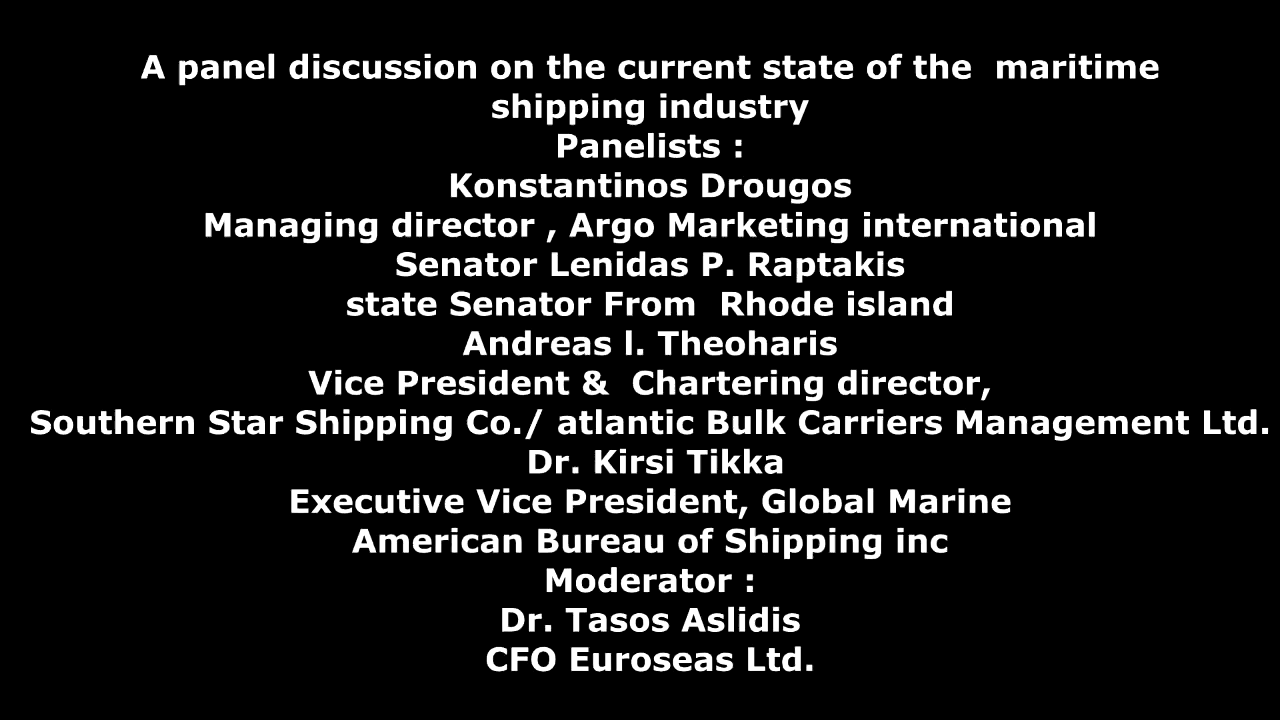 A panel discussion on the current state of the  maritime
shipping industry
Panelists :
Konstantinos Drougos
Managing director , Argo Marketing international
Senator Lenidas P. Raptakis
state Senator From  Rhode island
Andreas l. Theoharis
Vice President &  Chartering director,
Southern Star Shipping Co./ atlantic Bulk Carriers Management Ltd.
Dr. Kirsi Tikka
Executive Vice President, Global Marine
American Bureau of Shipping inc
Moderator :
Dr. Tasos Aslidis
CFO Euroseas Ltd.